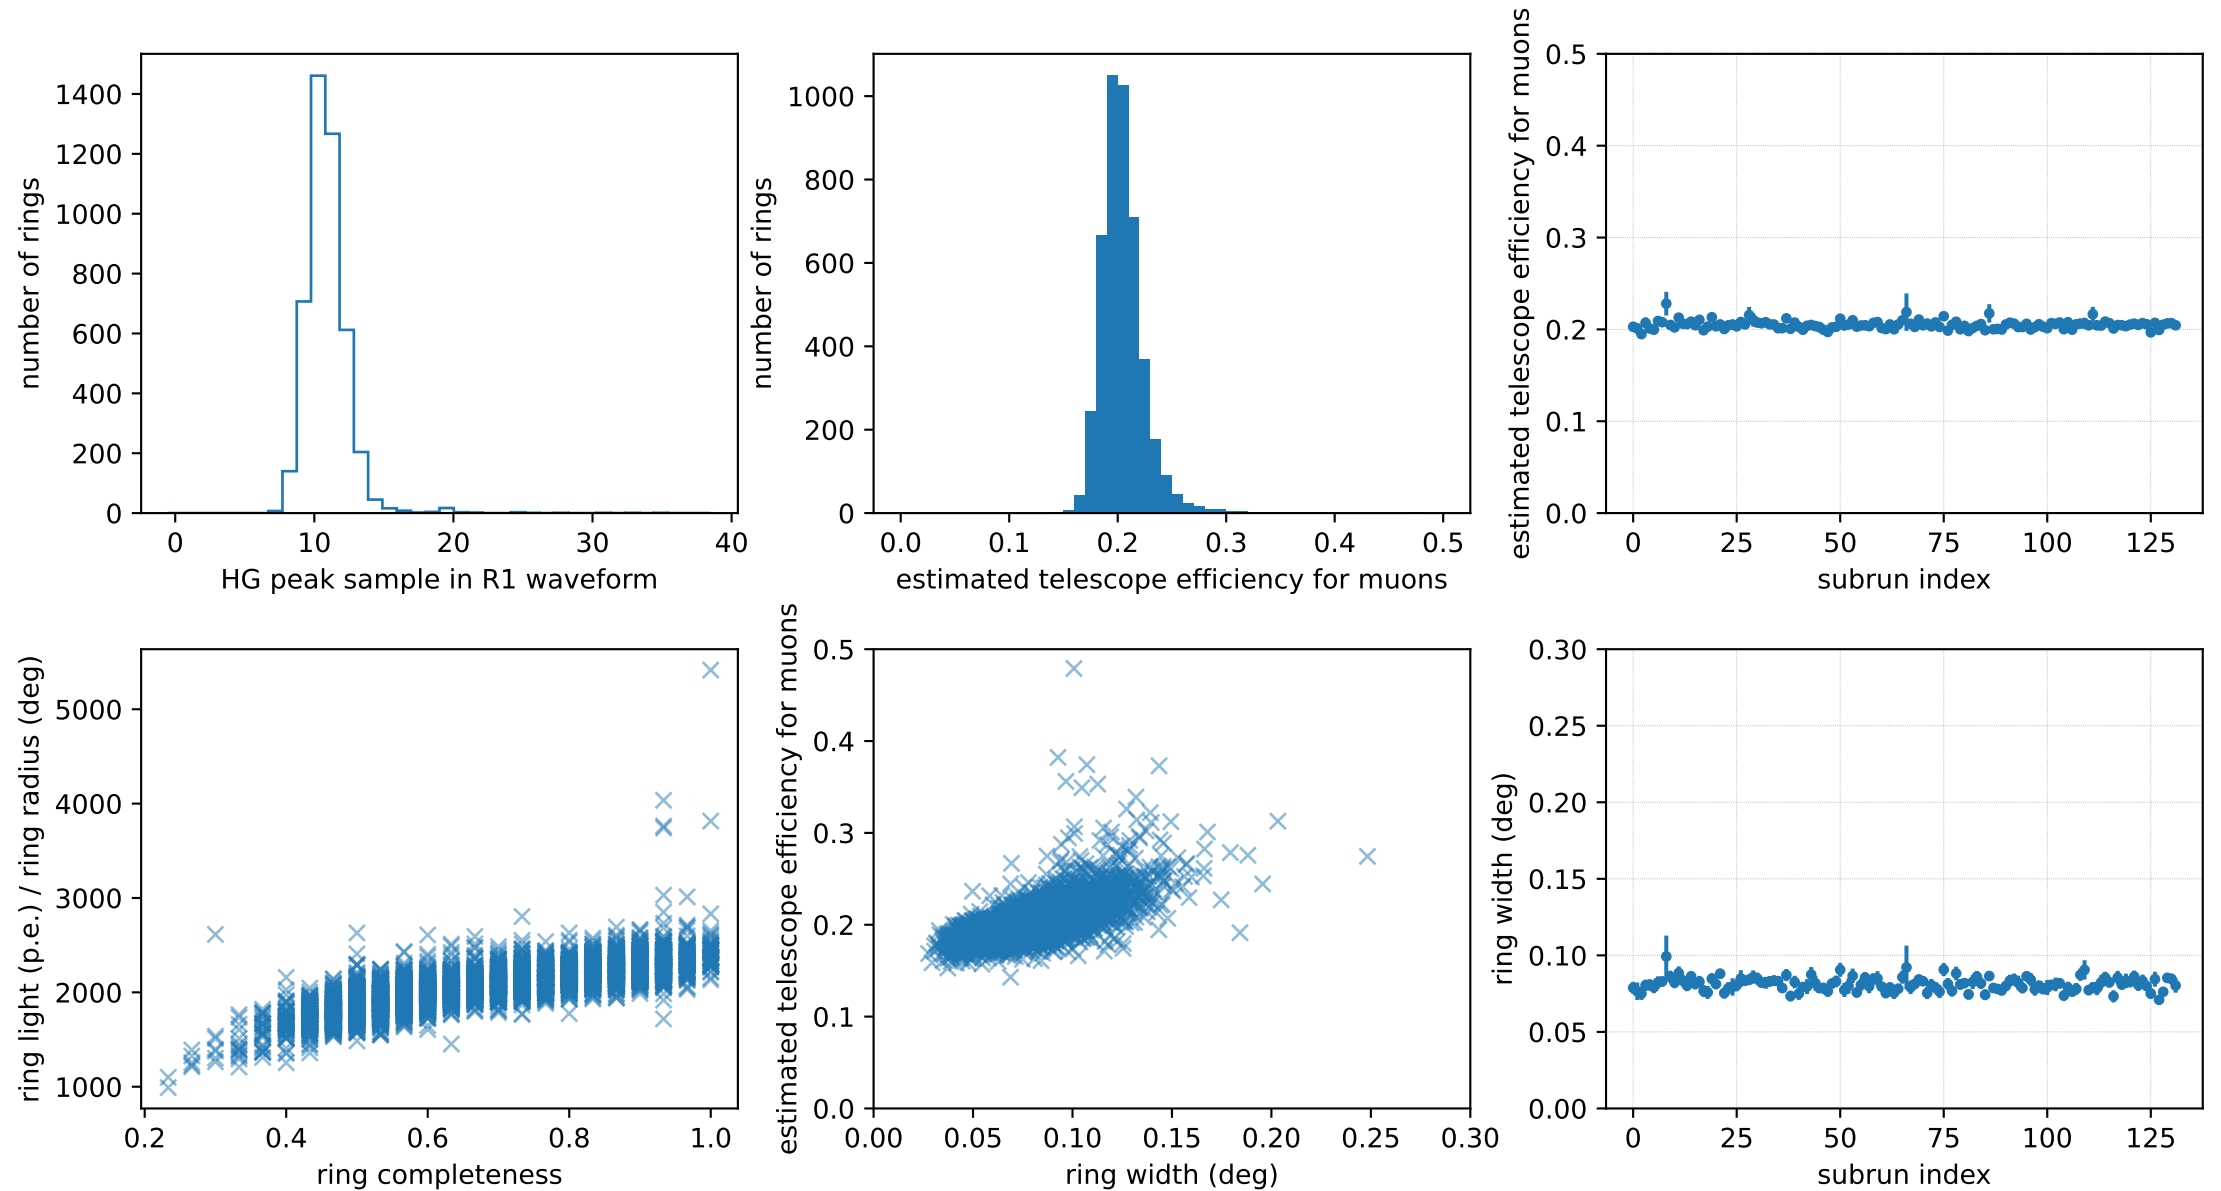 1400
1200
1000
800
600
400
200
0
number of rings
0 10 20 30 40
HG peak sample in R1 waveform
1000
800
600
400
200
0
number of rings
0.0 0.1 0.2 0.3 0.4 0.5
estimated telescope efficiency for muons
0.5
0.4
0.3
0.2
0.1
0.0
estimated telescope efficiency for muons
0 25 50 75 100 125
subrun index
5000
4000
3000
2000
1000
ring light (p.e.) / ring radius (deg)
0.2 0.4 0.6 0.8 1.0
ring completeness
0.5
0.4
0.3
0.2
0.1
0.0
estimated telescope efficiency for muons
0.00 0.05 0.10 0.15 0.20 0.25 0.30
ring width (deg)
0.30
0.25
0.20
0.15
0.10
0.05
0.00
ring width (deg)
0 25 50 75 100 125
subrun index